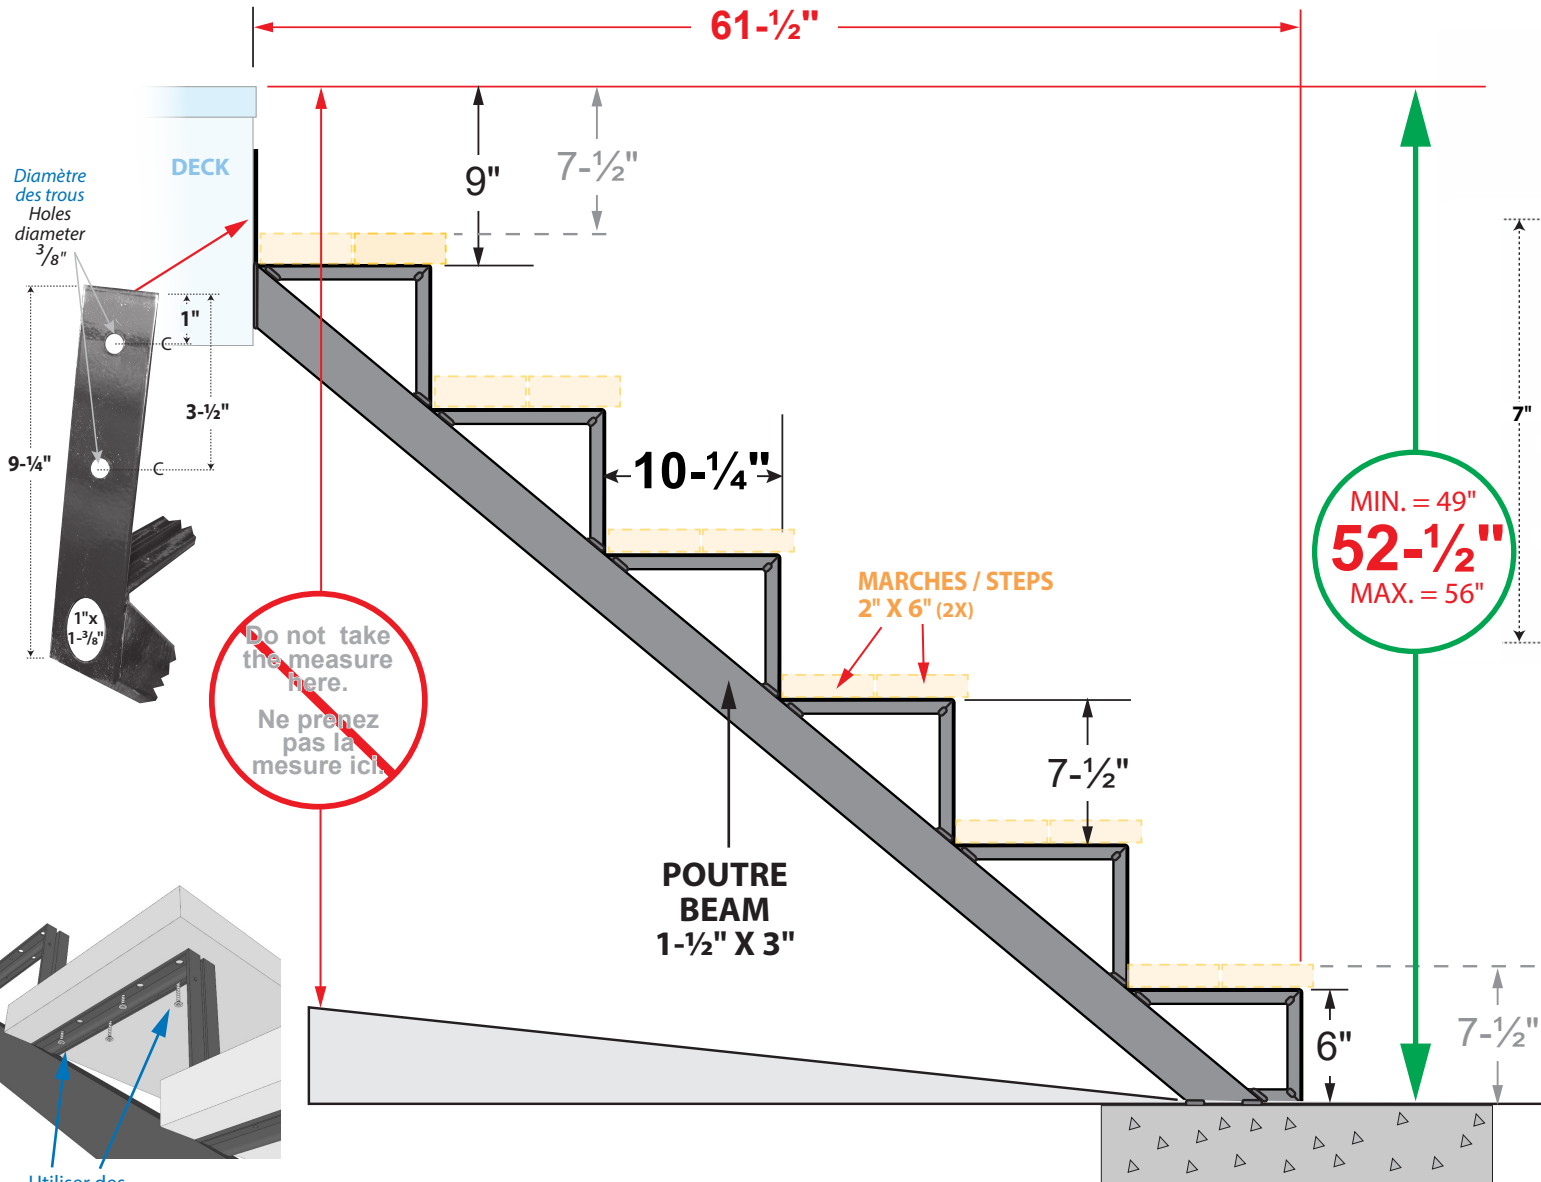 61-½"
9"
7-½"
DECK
Diamètre
des trous
Holes
diameter
3/8"
1"
C
3-½"
C
9-¼"
1"x
1-3/8"
10-¼"
7"
MIN. = 49"
52-½"
MAX. = 56"
MARCHES / STEPS
2" X 6" (2X)
Do not take
the measure
here.
Ne prenez
pas la
mesure ici.
7-½"
POUTRE
BEAM
1-½" X 3"
6"
7-½"
Utiliser des